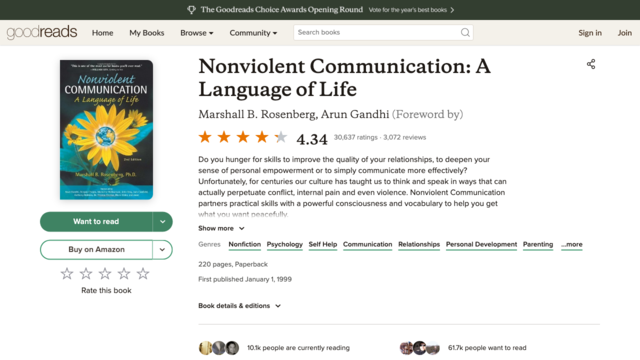 The Goodreads Choice Awards Opening Round Vote for the year's best books
goodreads Home My Books Browse Community Search books Sign in Join
Nonviolent
COMMUNICATION
A Language of Life
Marshall B. Rosenberg, Ph.D.
Want to read
Buy on Amazon
Rate this book
Nonviolent Communication: A
Language of Life
Marshall B. Rosenberg, Arun Gandhi (Foreword by)
4.34 30,637 ratings · 3,072 reviews
Do you hunger for skills to improve the quality of your relationships, to deepen your
sense of personal empowerment or to simply communicate more effectively?
Unfortunately, for centuries our culture has taught us to think and speak in ways that can
actually perpetuate conflict, internal pain and even violence. Nonviolent Communication
partners practical skills with a powerful consciousness and vocabulary to help you get
what you want peacefully.
Show more
Genres Nonfiction Psychology Self Help Communication Relationships Personal Development Parenting ...more
220 pages, Paperback
First published January 1, 1999
Book details & editions
10.1k people are currently reading
61.7k people want to read